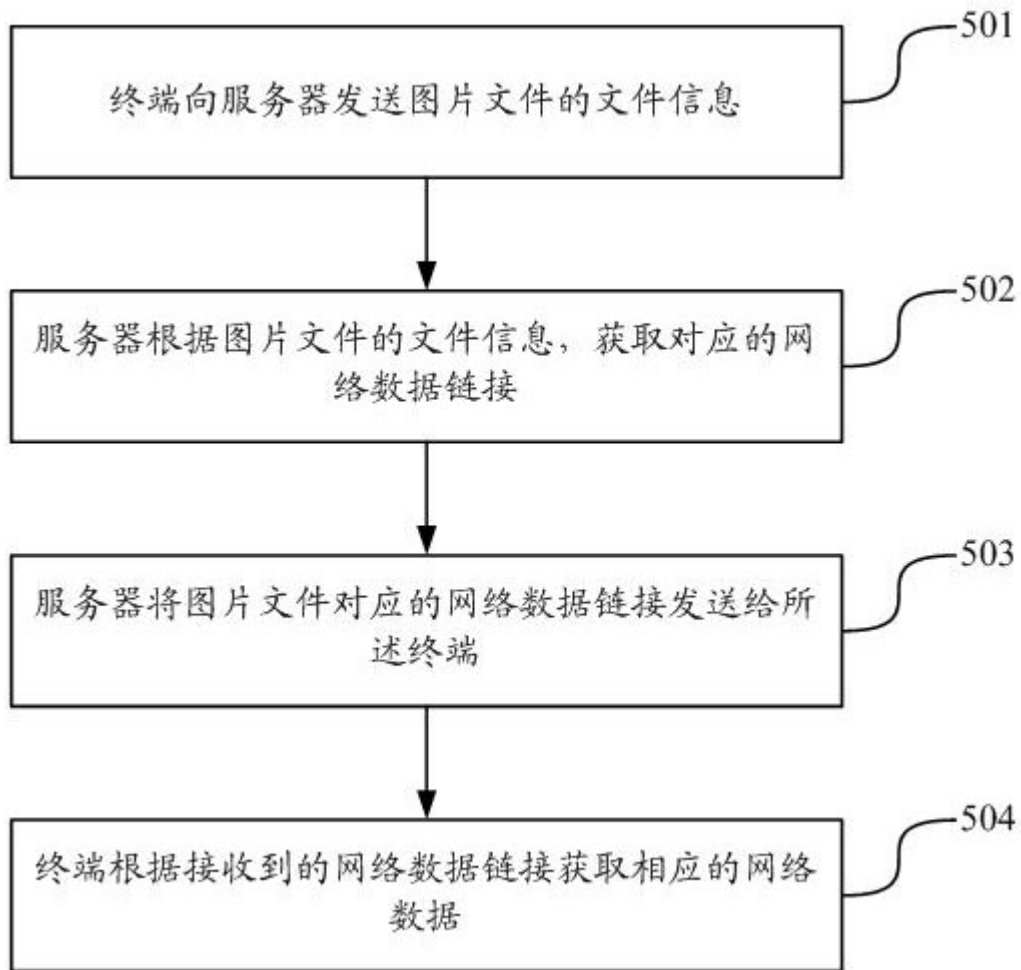 501
终端向服务器发送图片文件的文件信息
502
服务器根据图片文件的文件信息，获取对应的网
络数据链接
503
服务器将图片文件对应的网络数据链接发送给所
述终端
504
终端根据接收到的网络数据链接获取相应的网络
数据